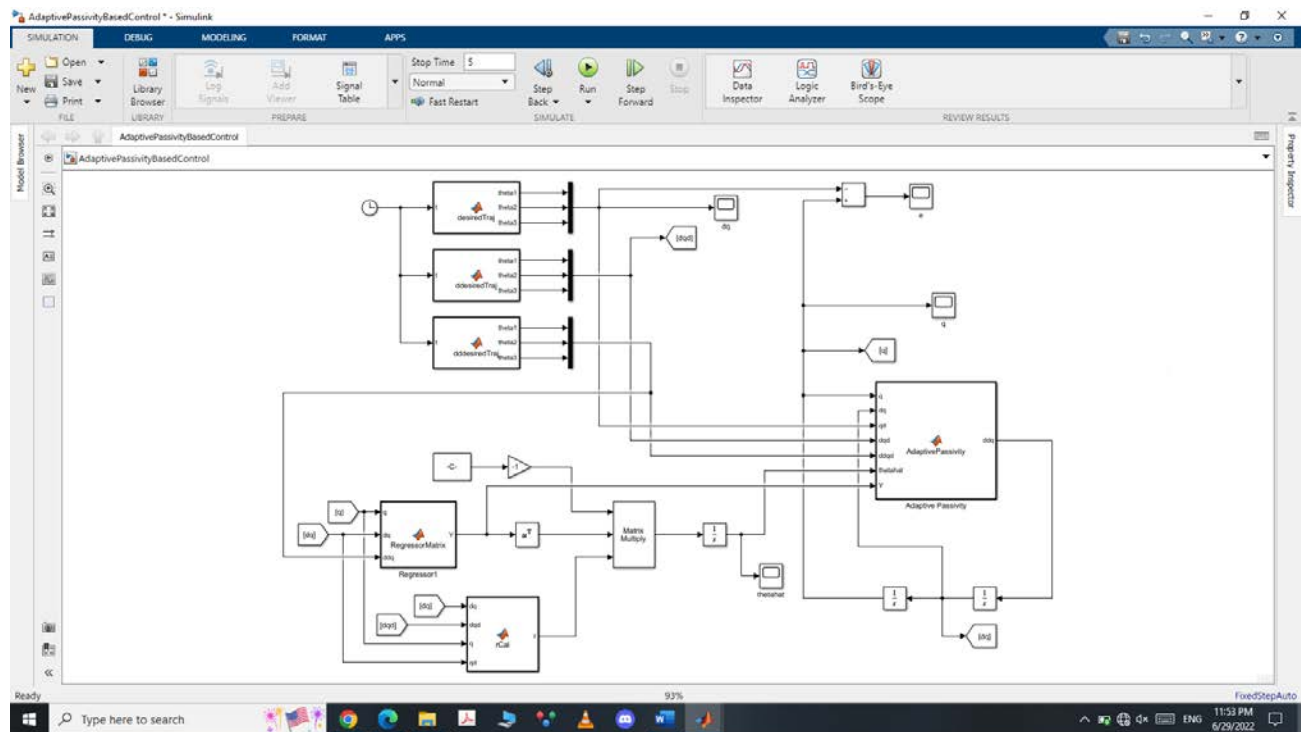 AdaptivePassivityBasedControl * - Simulink
SIMULATION DEBUG MODELING FORMAT APPS
New
Open
Save
Print
FILE
Library Browser
LIBRARY
Log Signals
Add Viewer
Signal Table
PREPARE
Stop Time 5
Normal
Fast Restart
Step Back
Run
Step Forward
Stop
SIMULATE
Data Inspector
Logic Analyzer
Bird's-Eye Scope
REVIEW RESULTS
Model Browser
AdaptivePassivityBasedControl
AdaptivePassivityBasedControl
Property Inspector
t
desiredTraj
theta1
theta2
theta3
dq
e
[dqd]
t
ddesiredTraj
theta1
theta2
theta3
q
t
dddesiredTraj
theta1
theta2
theta3
[q]
q
dq
qd
dqd
ddqd
thetahat
Y
AdaptivePassivity
ddq
Adaptive Passivity
-C-
-1
[q]
[dq]
q
dq
ddq
RegressorMatrix
Y
Regressor1
uT
Matrix Multiply
1
s
thetahat
[dq]
[dqd]
dq
dqd
q
qd
rCal
r
1
s
1
s
[dq]
Ready
93%
FixedStepAuto
Type here to search
ENG
11:53 PM
6/29/2022